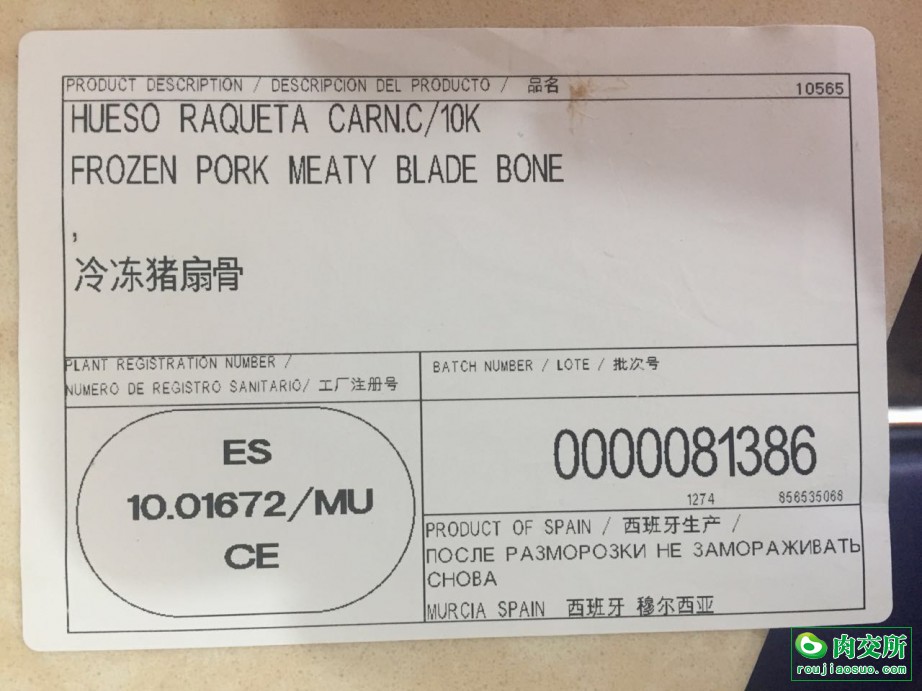 PRODUCT DESCRIPTION / DESCRIPCION DEL PRODUCTO / 品名 10565
HUESO RAQUETA CARN.C/10K
FROZEN PORK MEATY BLADE BONE
,
冷冻猪扇骨
PLANT REGISTRATION NUMBER /
NUMERO DE REGISTRO SANITARIO/ 工厂注册号
BATCH NUMBER / LOTE / 批次号
ES
10.01672/MU
CE
0000081386
1274 856535068
PRODUCT OF SPAIN / 西班牙生产 /
ПОСЛЕ РАЗМОРОЗКИ НЕ ЗАМОРАЖИВАТЬ
СНОВА
MURCIA SPAIN 西班牙 穆尔西亚
肉交所
roujiaosuo.com